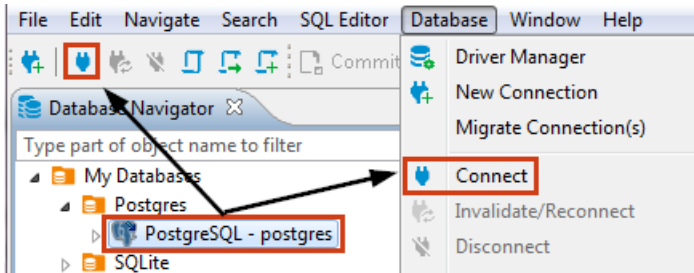 File Edit Navigate Search SQL Editor Database Window Help
Commit
Database Navigator
Type part of object name to filter
My Databases
Postgres
PostgreSQL - postgres
SQLite
Driver Manager
New Connection
Migrate Connection(s)
Connect
Invalidate/Reconnect
Disconnect